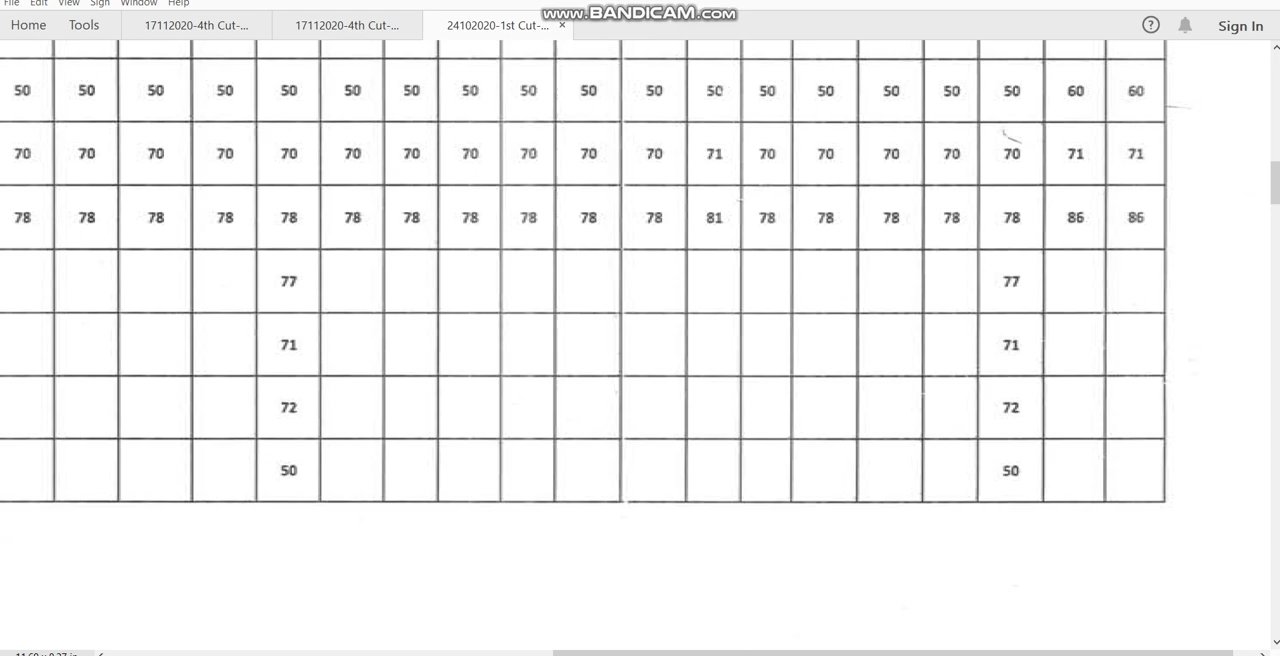 File Edit View Sign Window Help
www.BANDICAM.com
Home Tools 17112020-4th Cut-... 17112020-4th Cut-... 24102020-1st Cut-... × ? Sign In
50 50 50 50 50 50 50 50 50 50 50 50 50 50 50 50 50 60 60
70 70 70 70 70 70 70 70 70 70 70 71 70 70 70 70 70 71 71
78 78 78 78 78 78 78 78 78 78 78 81 78 78 78 78 78 86 86
77 77
71 71
72 72
50 50